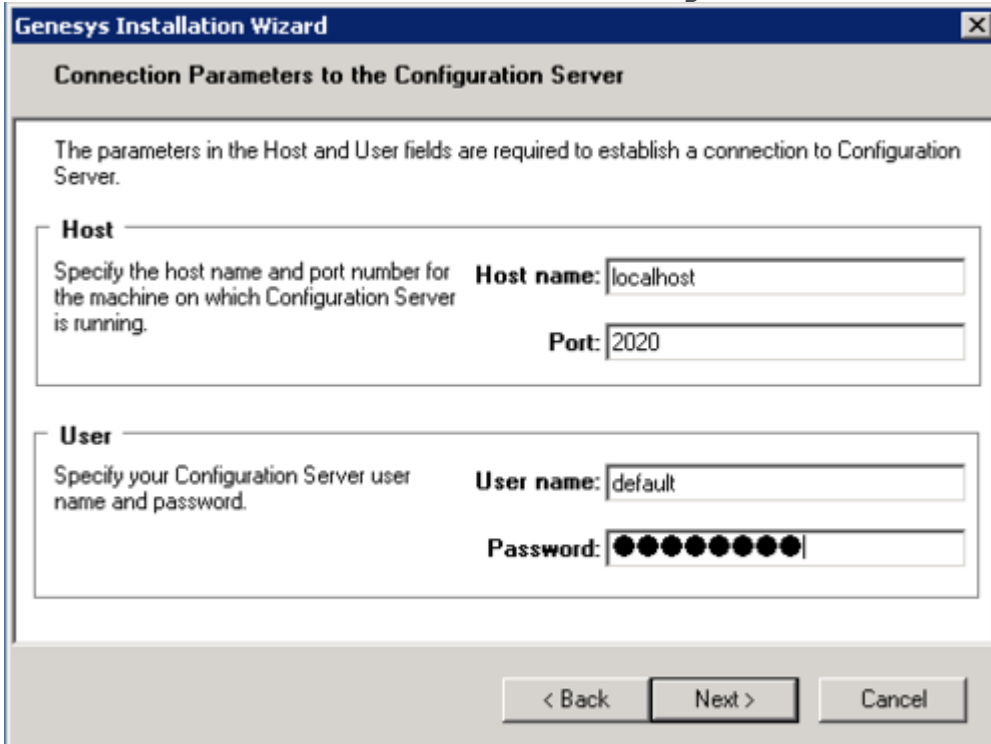 Genesys Installation Wizard
Connection Parameters to the Configuration Server
The parameters in the Host and User fields are required to establish a connection to Configuration
Server.
Host
Specify the host name and port number for
the machine on which Configuration Server
is running.
Host name: localhost
Port: 2020
User
Specify your Configuration Server user
name and password.
User name: default
Password: ●●●●●●●●
< Back
Next >
Cancel